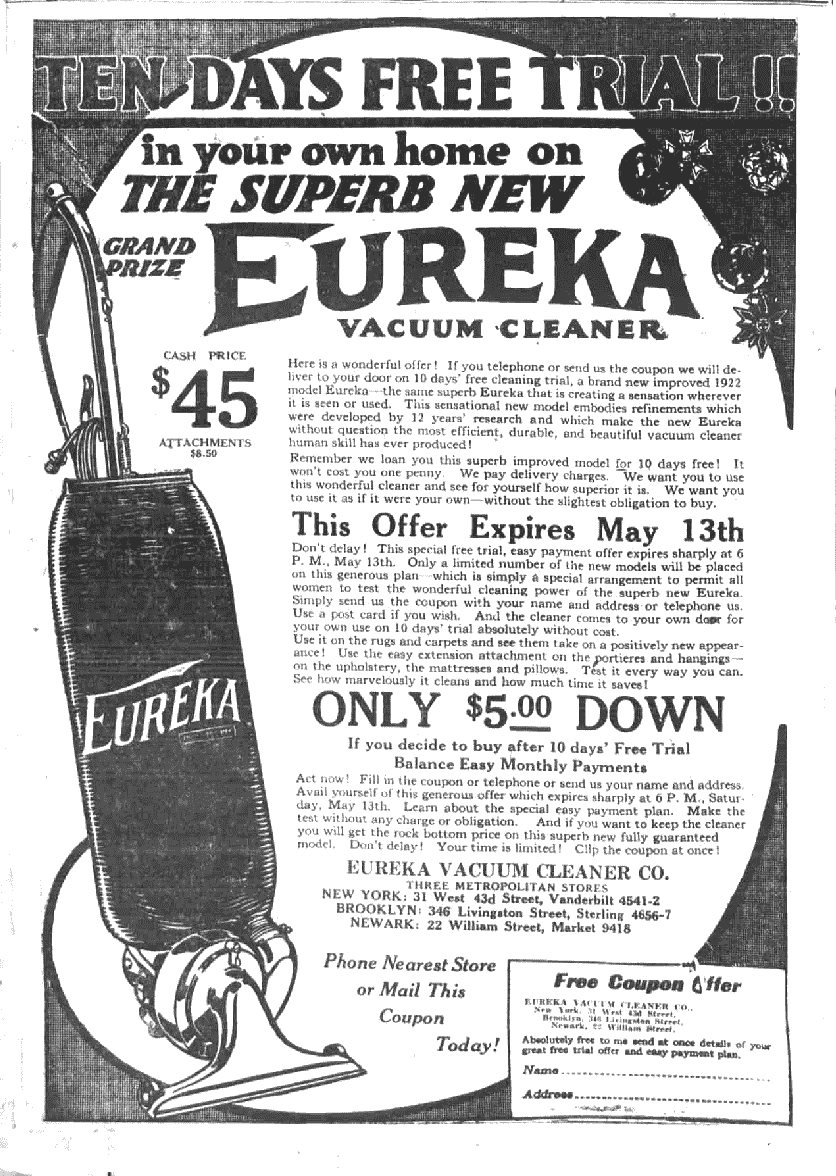 TEN DAYS FREE TRIAL!!
in your own home on
THE SUPERB NEW
GRAND
PRIZE
EUREKA
VACUUM CLEANER
CASH PRICE
$45
ATTACHMENTS
$8.50
Here is a wonderful offer! If you telephone or send us the coupon we will de-
liver to your door on 10 days' free cleaning trial, a brand new improved 1922
model Eureka—the same superb Eureka that is creating a sensation wherever
it is seen or used. This sensational new model embodies refinements which
were developed by 12 years' research and which make the new Eureka
without question the most efficient, durable, and beautiful vacuum cleaner
human skill has ever produced!
Remember we loan you this superb improved model for 10 days free! It
won't cost you one penny. We pay delivery charges. We want you to use
this wonderful cleaner and see for yourself how superior it is. We want you
to use it as if it were your own—without the slightest obligation to buy.
This Offer Expires May 13th
Don't delay! This special free trial, easy payment offer expires sharply at 6
P. M., May 13th. Only a limited number of the new models will be placed
on this generous plan—which is simply a special arrangement to permit all
women to test the wonderful cleaning power of the superb new Eureka.
Simply send us the coupon with your name and address or telephone us.
Use a post card if you wish. And the cleaner comes to your own door for
your own use on 10 days' trial absolutely without cost.
Use it on the rugs and carpets and see them take on a positively new appear-
ance! Use the easy extension attachment on the portieres and hangings—
on the upholstery, the mattresses and pillows. Test it every way you can.
See how marvelously it cleans and how much time it saves!
EUREKA
ONLY $5.00 DOWN
If you decide to buy after 10 days' Free Trial
Balance Easy Monthly Payments
Act now! Fill in the coupon or telephone or send us your name and address.
Avail yourself of this generous offer which expires sharply at 6 P. M., Satur-
day, May 13th. Learn about the special easy payment plan. Make the
test without any charge or obligation. And if you want to keep the cleaner
you will get the rock bottom price on this superb new fully guaranteed
model. Don't delay! Your time is limited! Clip the coupon at once!
EUREKA VACUUM CLEANER CO.
THREE METROPOLITAN STORES
NEW YORK: 31 West 43d Street, Vanderbilt 4541-2
BROOKLYN: 346 Livingston Street, Sterling 4656-7
NEWARK: 22 William Street, Market 9418
Phone Nearest Store
or Mail This
Coupon
Today!
Free Coupon Offer
EUREKA VACUUM CLEANER CO.,
New York, 31 West 43d Street,
Brooklyn, 346 Livingston Street,
Newark, 22 William Street.
Absolutely free to me send at once details of your
great free trial offer and easy payment plan.
Name
Address